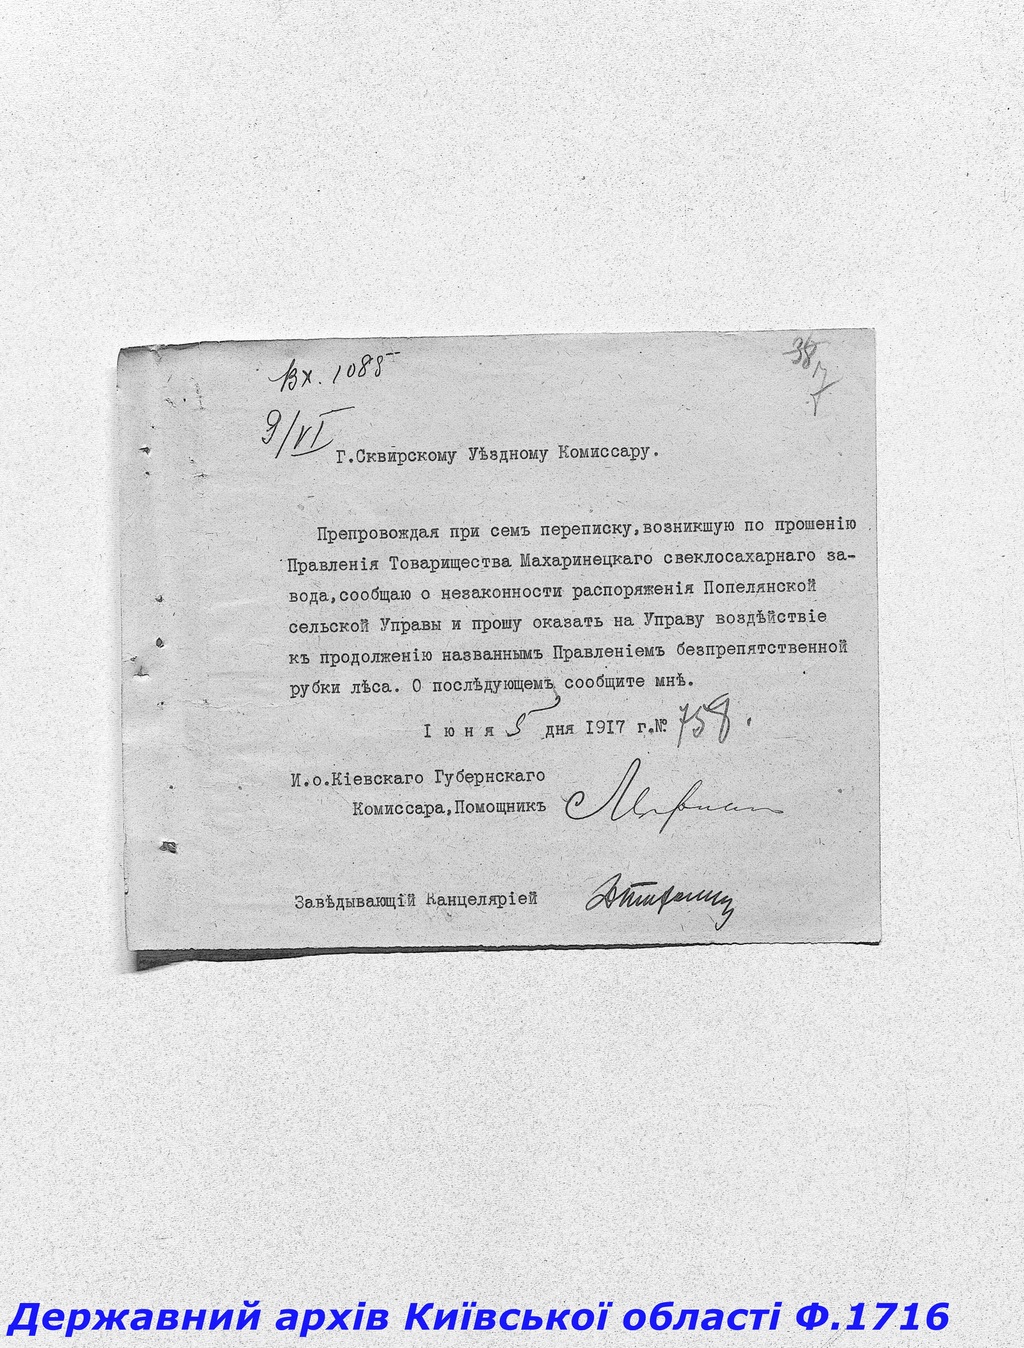 Вх. 1085
38
7
9/VI
Г.Сквирскому Уѣздному Комиссару.
Препровождая при семъ переписку,возникшую по прошенію
Правленія Товарищества Махаринецкаго свеклосахарнаго за-
вода,сообщаю о незаконности распоряженія Попелянской
сельской Управы и прошу оказать на Управу воздѣйствіе
къ продолженію названнымъ Правленіемъ безпрепятственной
рубки лѣса. О послѣдующемъ сообщите мнѣ.
Іюня 5 дня 1917 г.№ 758.
И.о.Кіевскаго Губернскаго
Комиссара,Помощникъ
Завѣдывающій Канцеляріей
Державний архів Київської області Ф.1716